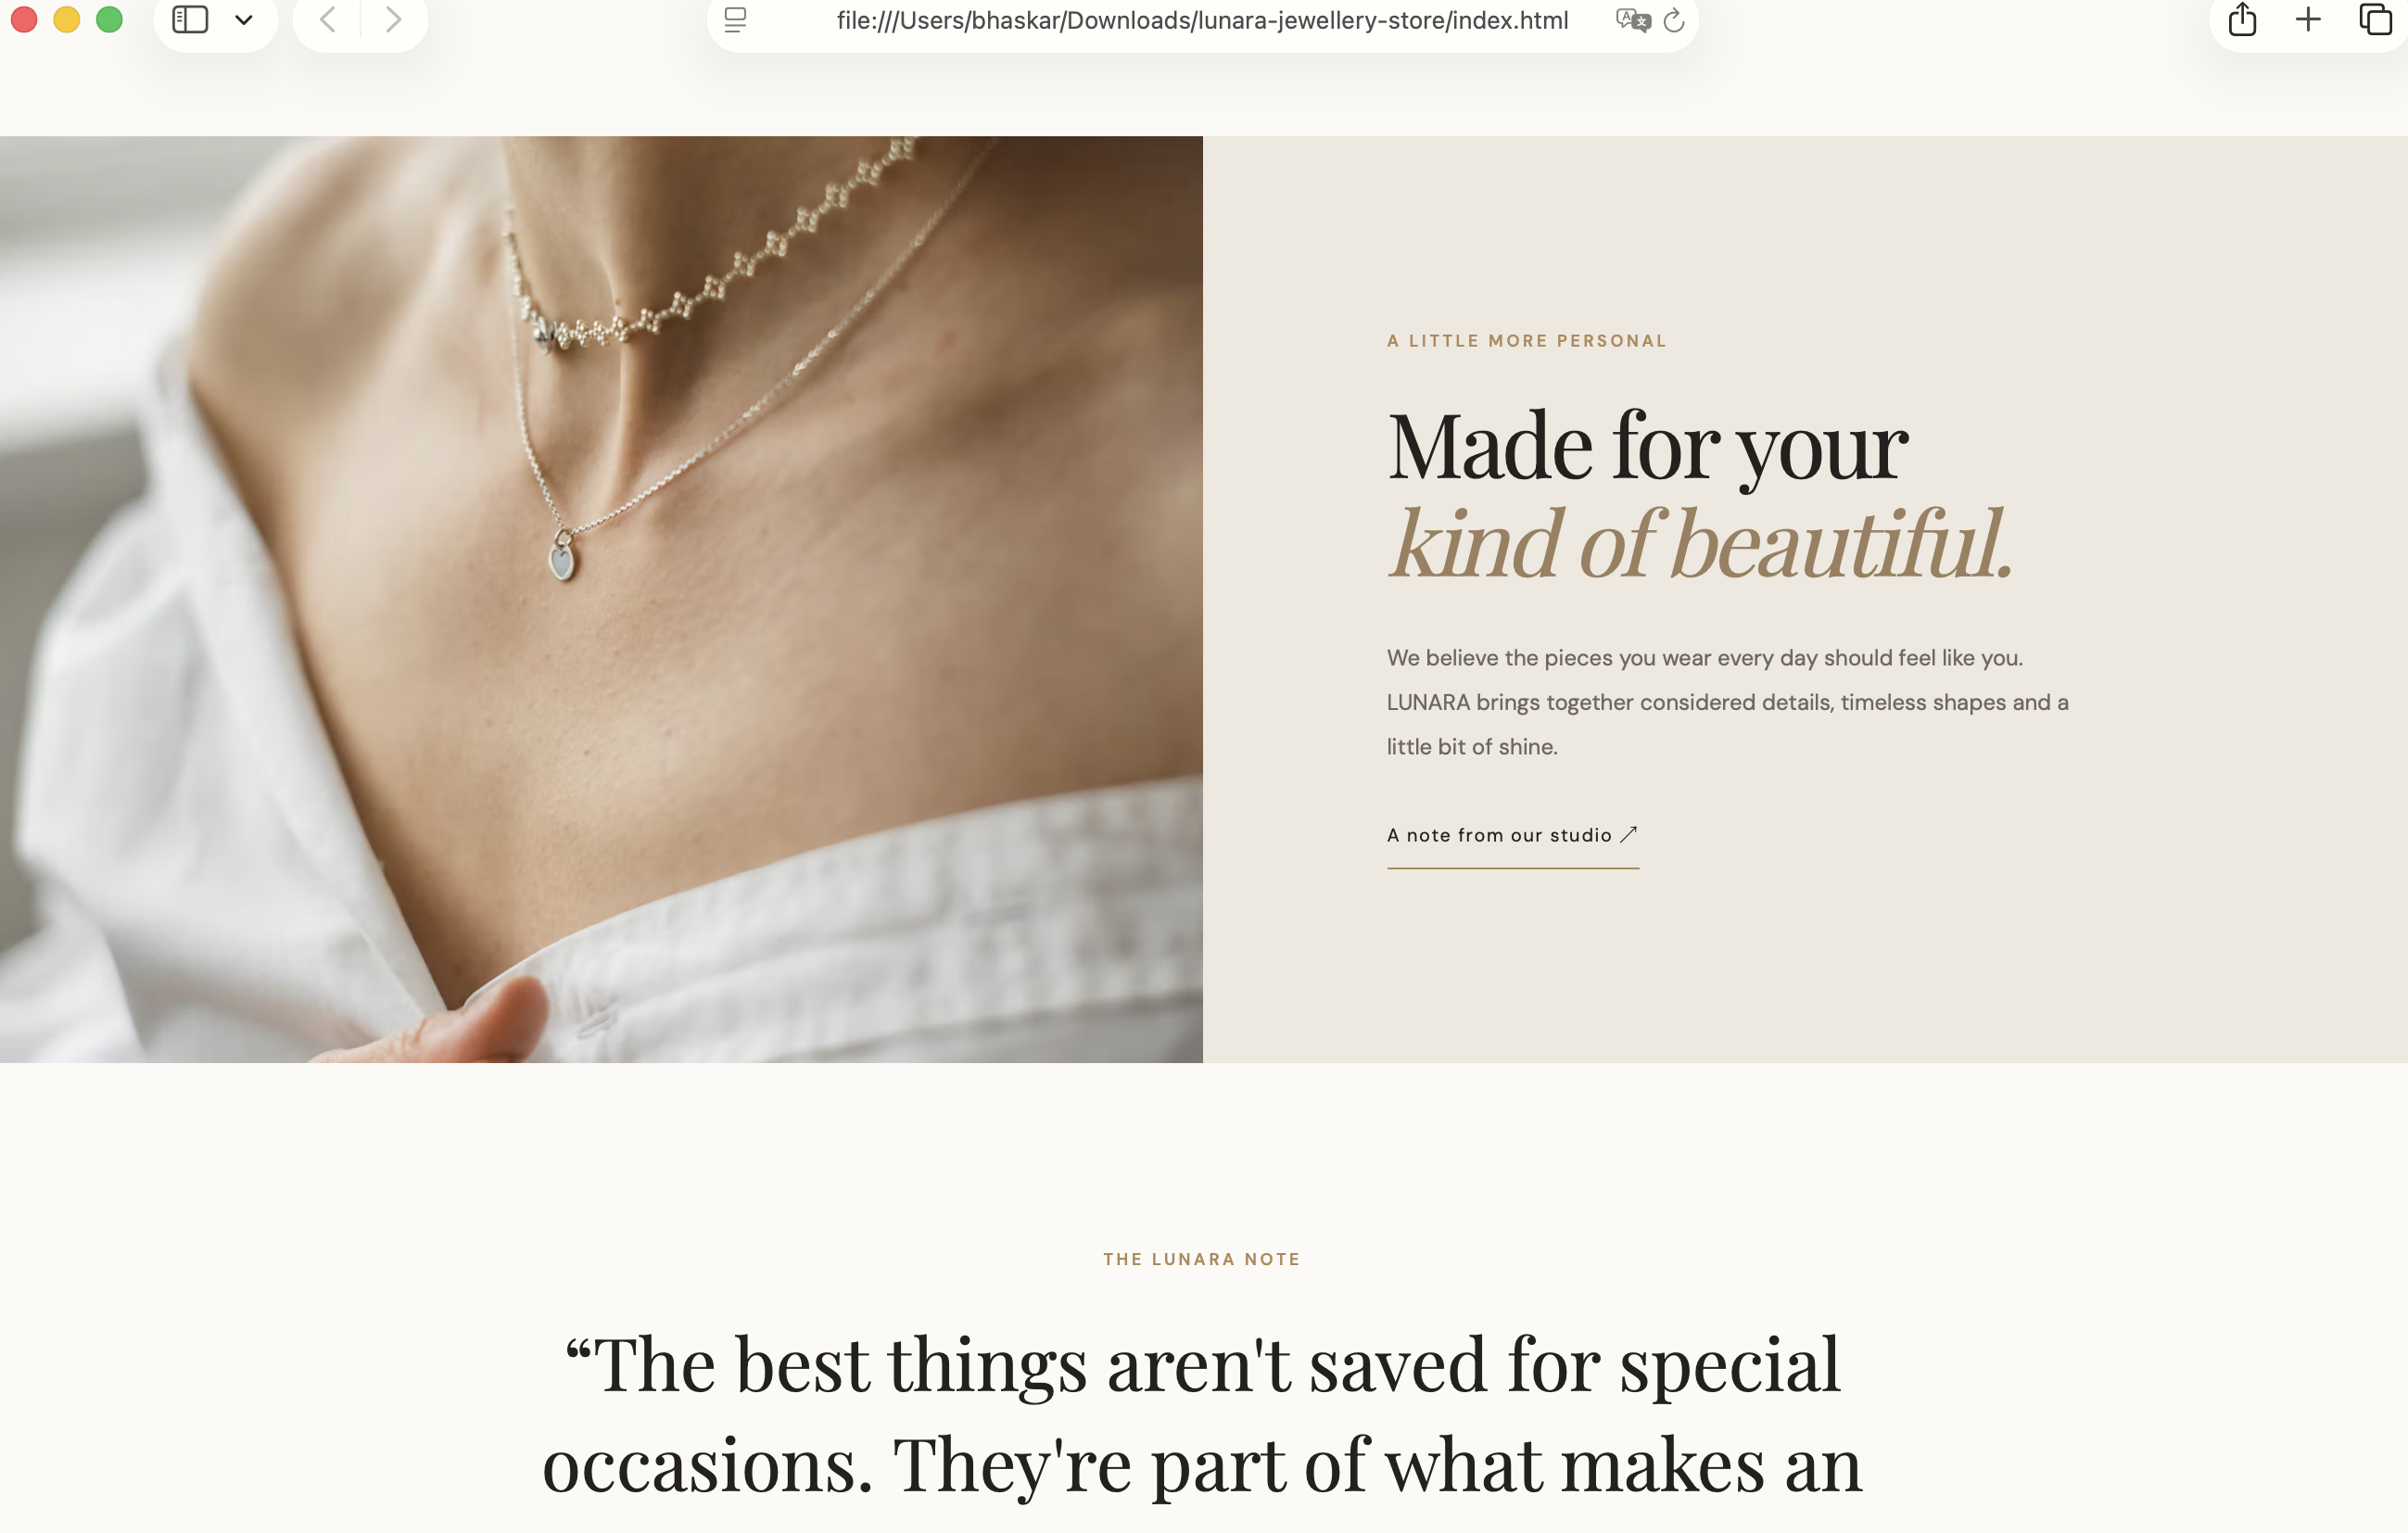 file:///Users/bhaskar/Downloads/lunara-jewellery-store/index.html
A LITTLE MORE PERSONAL
Made for your
kind of beautiful.
We believe the pieces you wear every day should feel like you.
LUNARA brings together considered details, timeless shapes and a
little bit of shine.
A note from our studio ↗
THE LUNARA NOTE
“The best things aren't saved for special
occasions. They're part of what makes an